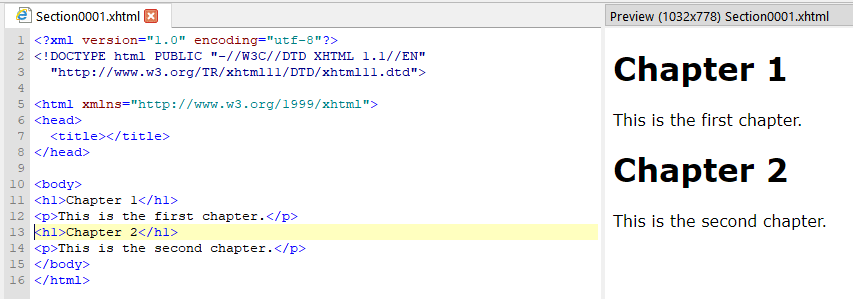 Section0001.xhtml
1 <?xml version="1.0" encoding="utf-8"?>
2 <!DOCTYPE html PUBLIC "-//W3C//DTD XHTML 1.1//EN"
3   "http://www.w3.org/TR/xhtml11/DTD/xhtml11.dtd">
4
5 <html xmlns="http://www.w3.org/1999/xhtml">
6 <head>
7   <title></title>
8 </head>
9
10 <body>
11 <h1>Chapter 1</h1>
12 <p>This is the first chapter.</p>
13 <h1>Chapter 2</h1>
14 <p>This is the second chapter.</p>
15 </body>
16 </html>
Preview (1032x778) Section0001.xhtml
Chapter 1
This is the first chapter.
Chapter 2
This is the second chapter.